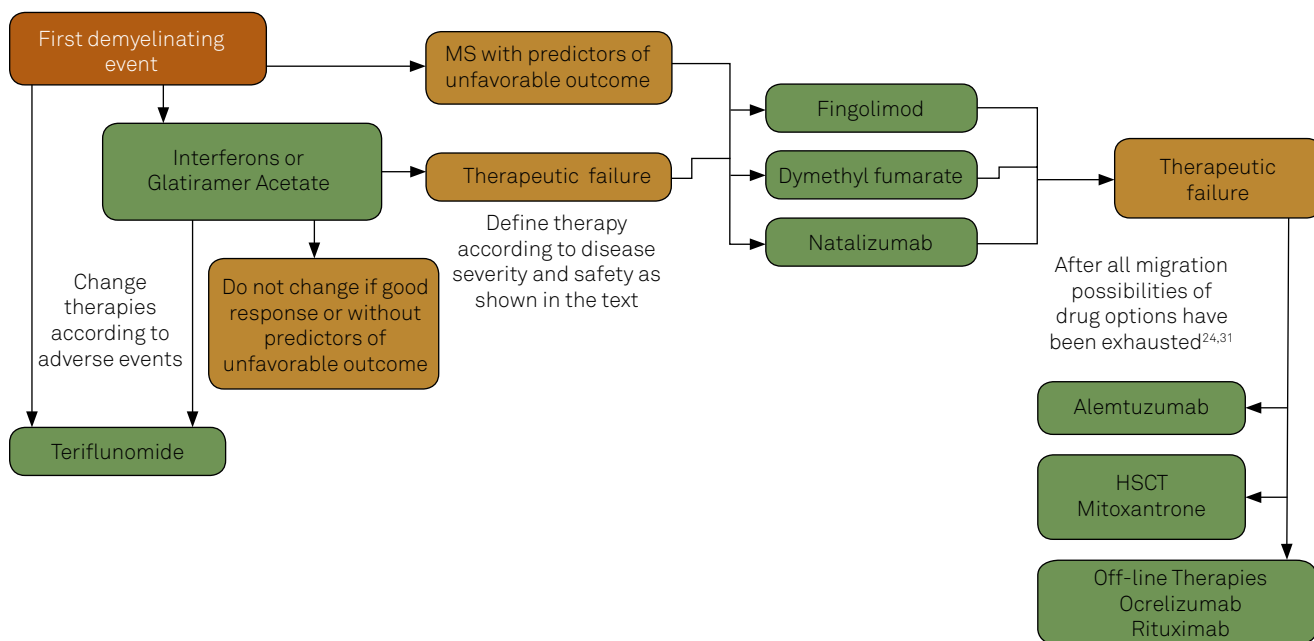 First demyelinating
event
MS with predictors of
unfavorable outcome
Interferons or
Glatiramer Acetate
Therapeutic failure
Define therapy
according to disease
severity and safety as
shown in the text
Change
therapies
according to
adverse events
Do not change if good
response or without
predictors of
unfavorable outcome
Teriflunomide
Fingolimod
Dymethyl fumarate
Natalizumab
Therapeutic
failure
After all migration
possibilities of
drug options have
been exhausted24,31
Alemtuzumab
HSCT
Mitoxantrone
Off-line Therapies
Ocrelizumab
Rituximab